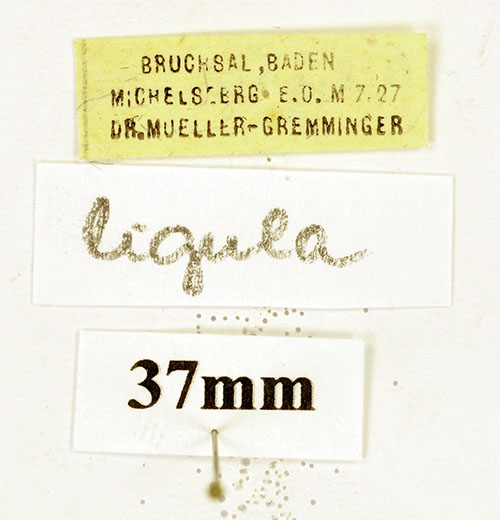 BRUCHSAL, BADEN
MICHELSBERG E.O. M 7.27
DR. MUELLER-GREMMINGER
ligula
37mm